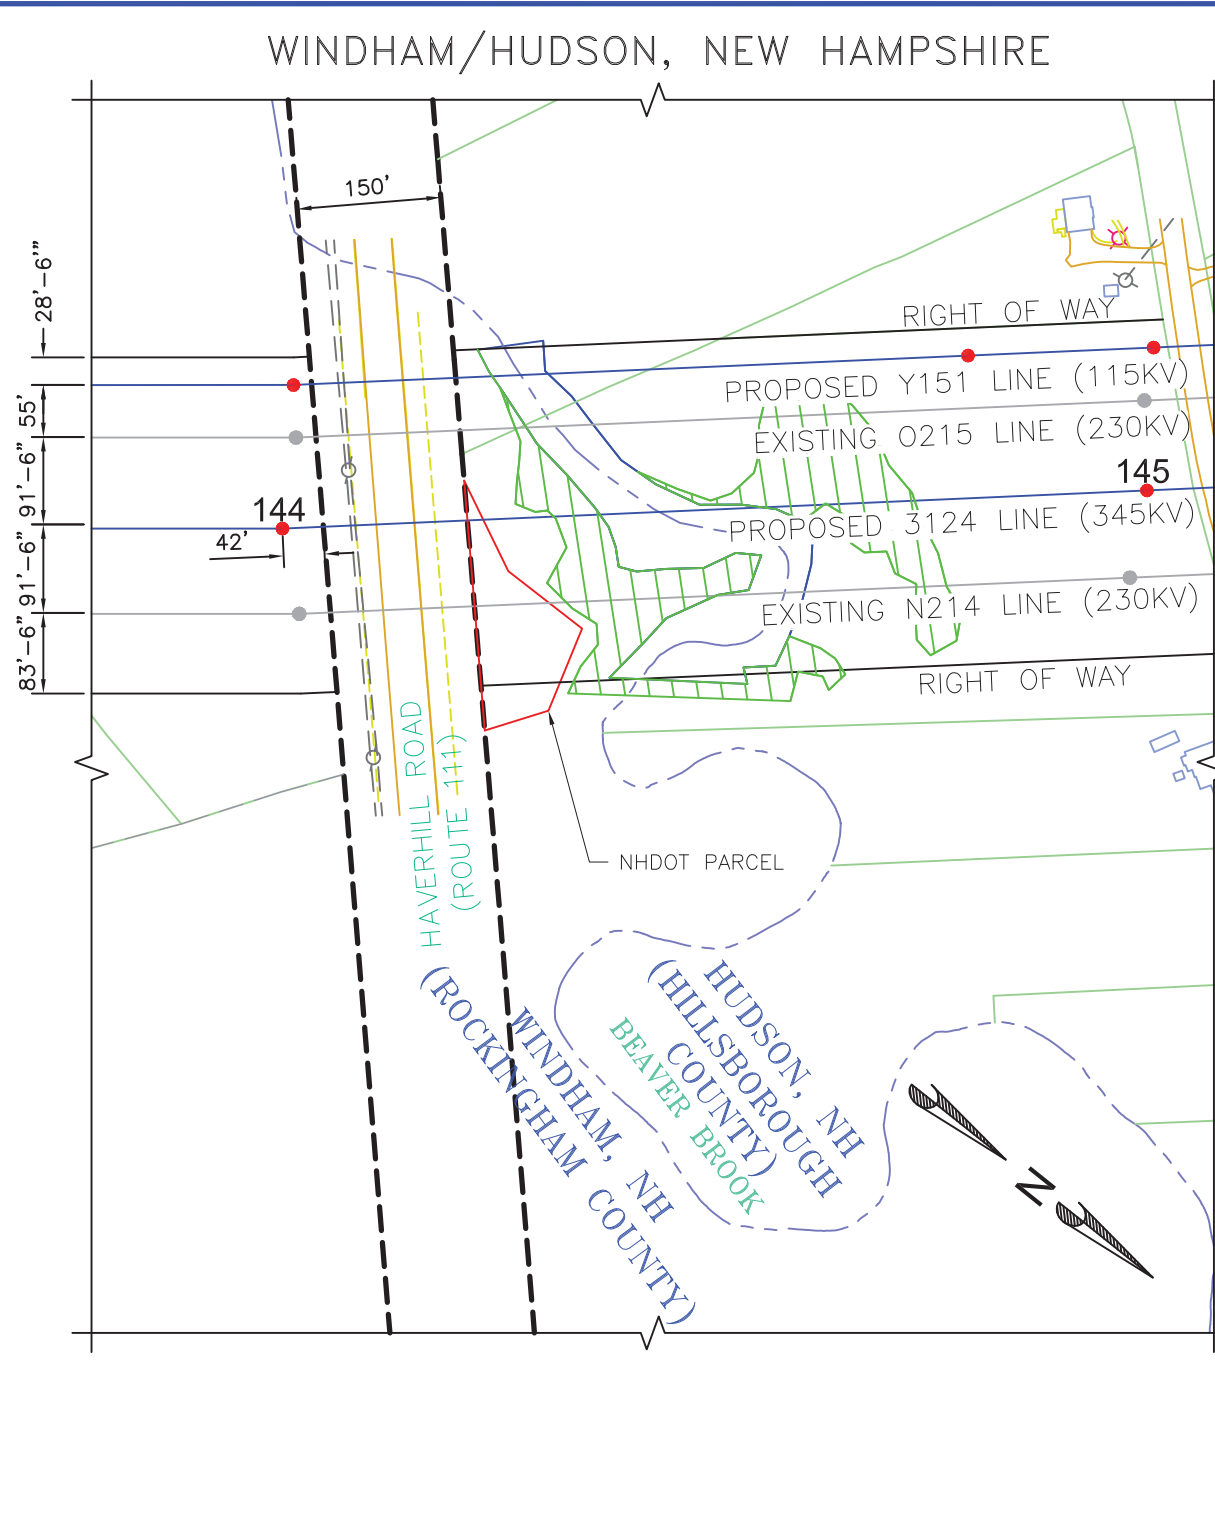 WINDHAM/HUDSON, NEW HAMPSHIRE
150'
28'-6"'
55'
91'-6"
91'-6"
83'-6"
RIGHT OF WAY
PROPOSED Y151 LINE (115KV)
EXISTING O215 LINE (230KV)
145
144
PROPOSED 3124 LINE (345KV)
42'
EXISTING N214 LINE (230KV)
RIGHT OF WAY
HAVERHILL ROAD
(ROUTE 111)
NHDOT PARCEL
HUDSON, NH
(HILLSBOROUGH
COUNTY)
BEAVER BROOK
WINDHAM, NH
(ROCKINGHAM COUNTY)
N